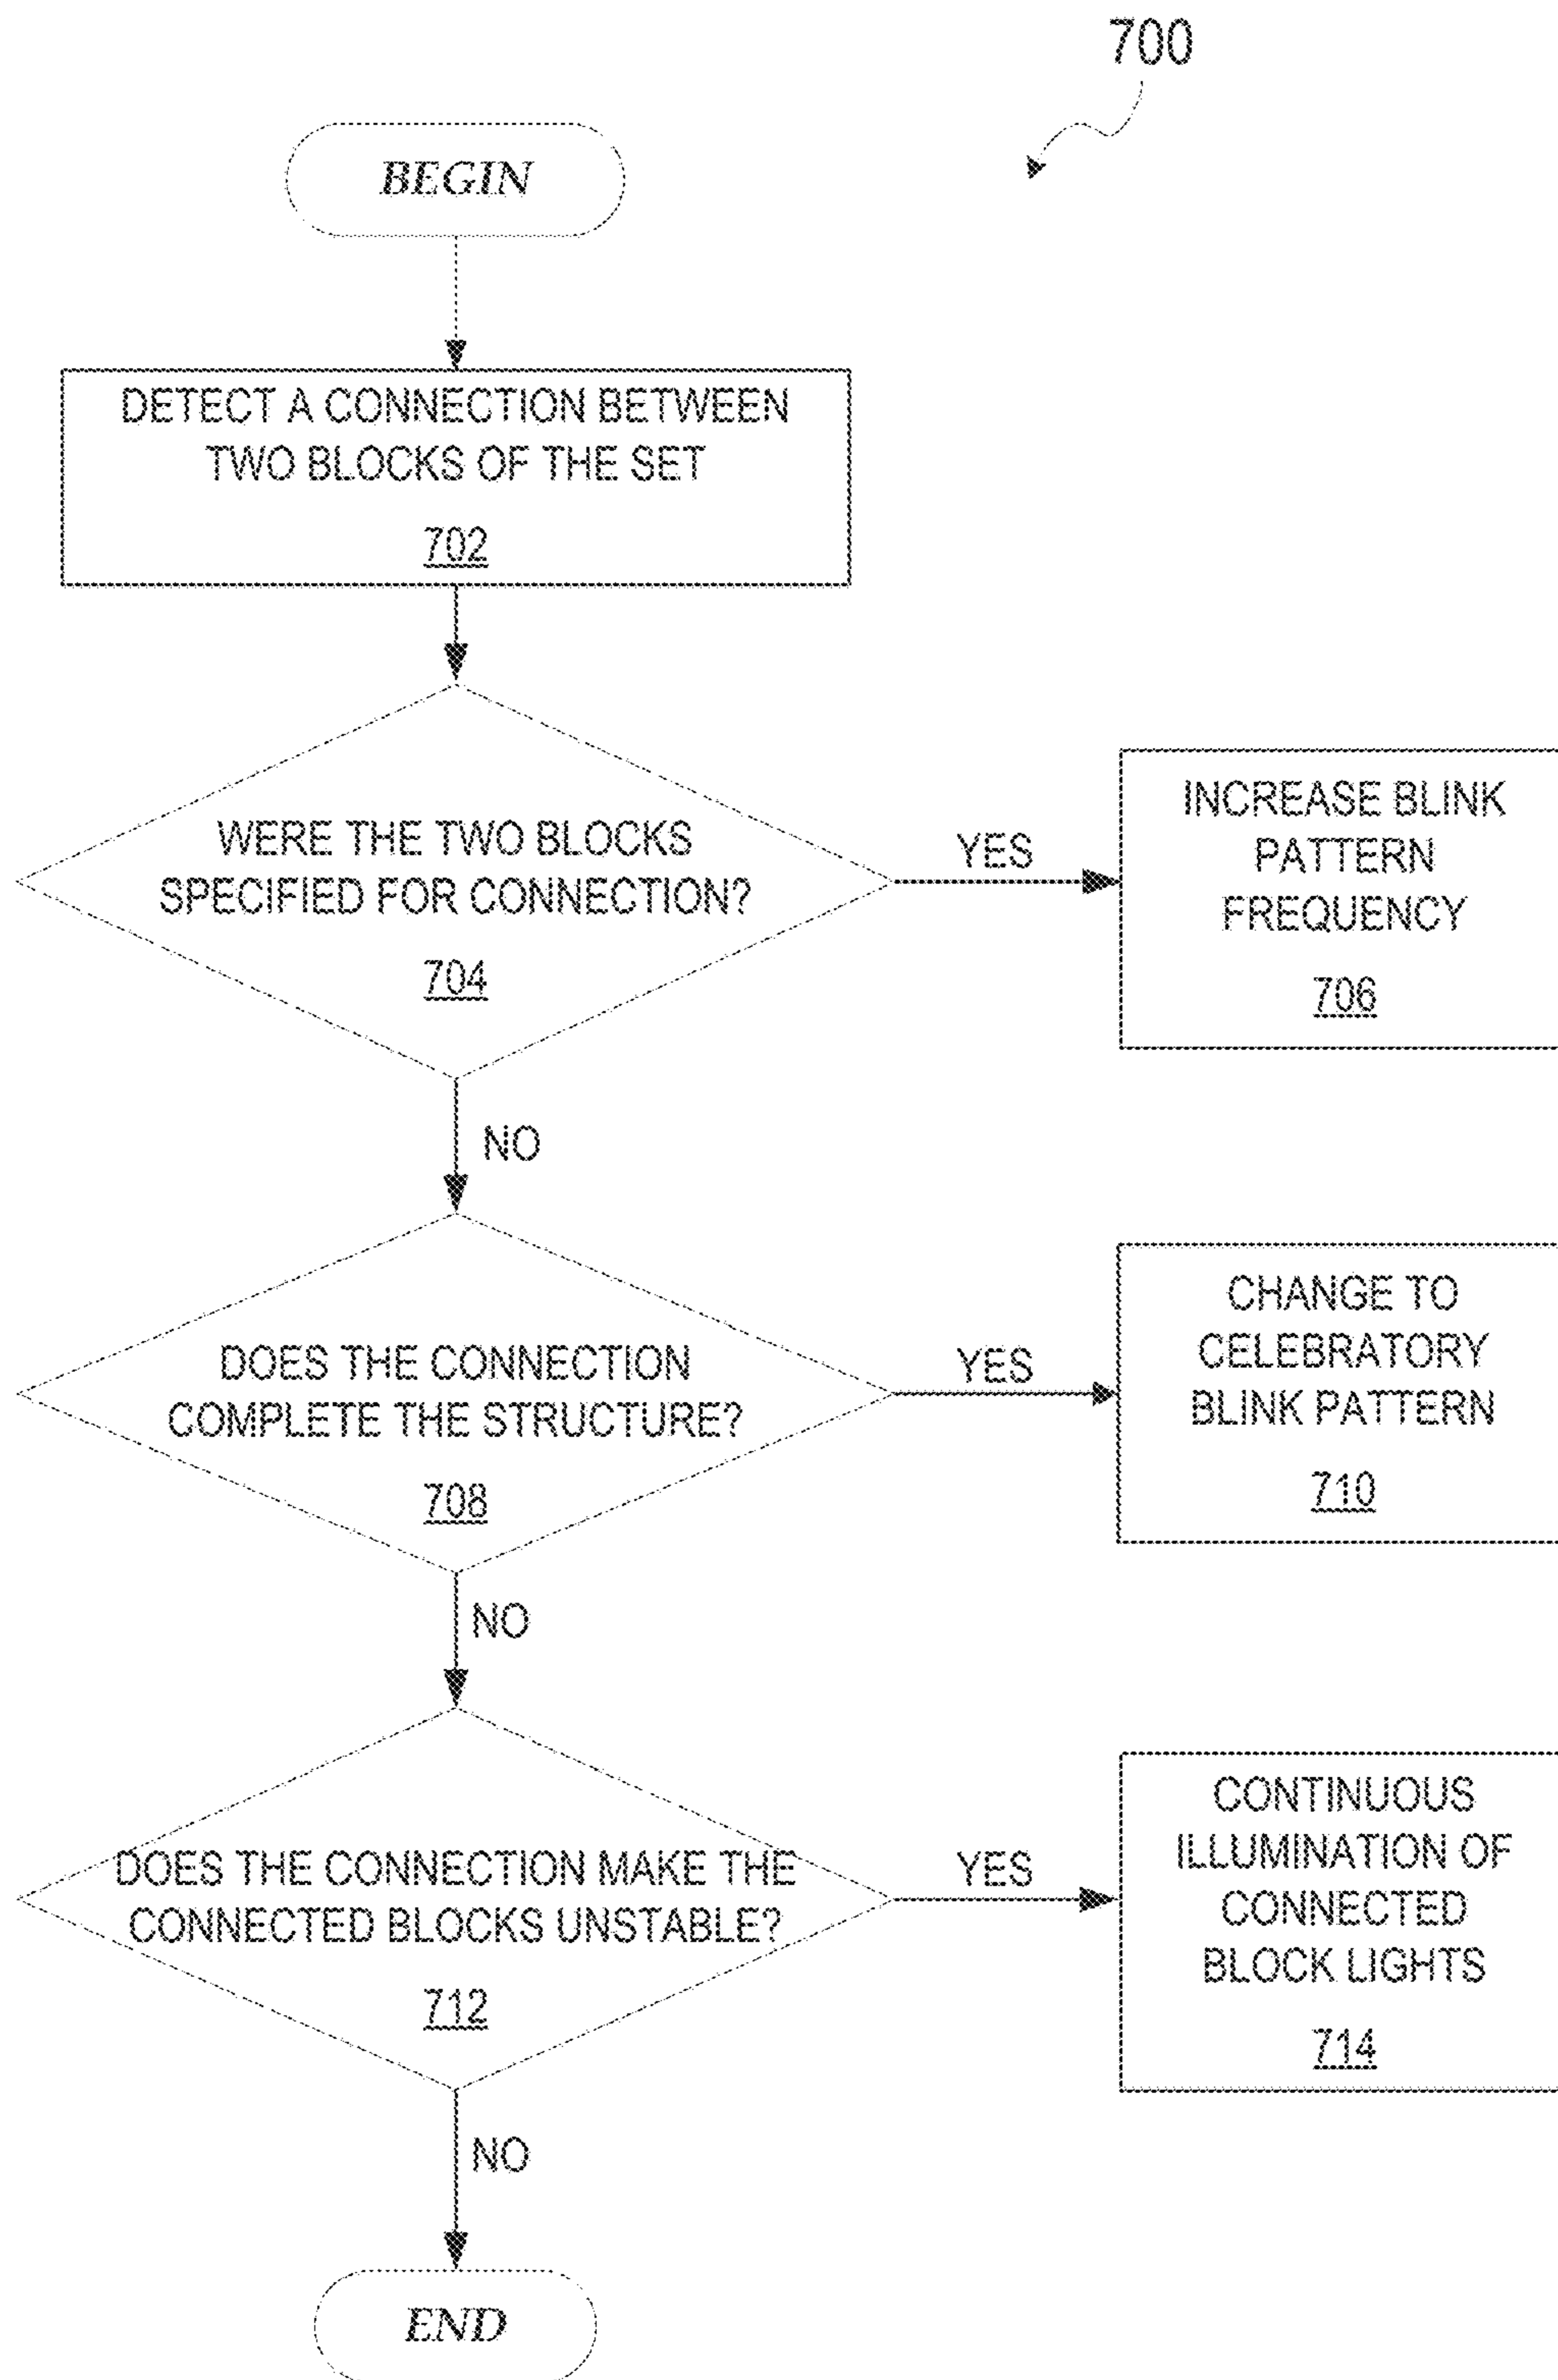 700
BEGIN
DETECT A CONNECTION BETWEEN
TWO BLOCKS OF THE SET
702
WERE THE TWO BLOCKS
SPECIFIED FOR CONNECTION?
704
YES
INCREASE BLINK
PATTERN
FREQUENCY
706
NO
DOES THE CONNECTION
COMPLETE THE STRUCTURE?
708
YES
CHANGE TO
CELEBRATORY
BLINK PATTERN
710
NO
DOES THE CONNECTION MAKE THE
CONNECTED BLOCKS UNSTABLE?
712
YES
CONTINUOUS
ILLUMINATION OF
CONNECTED
BLOCK LIGHTS
714
NO
END